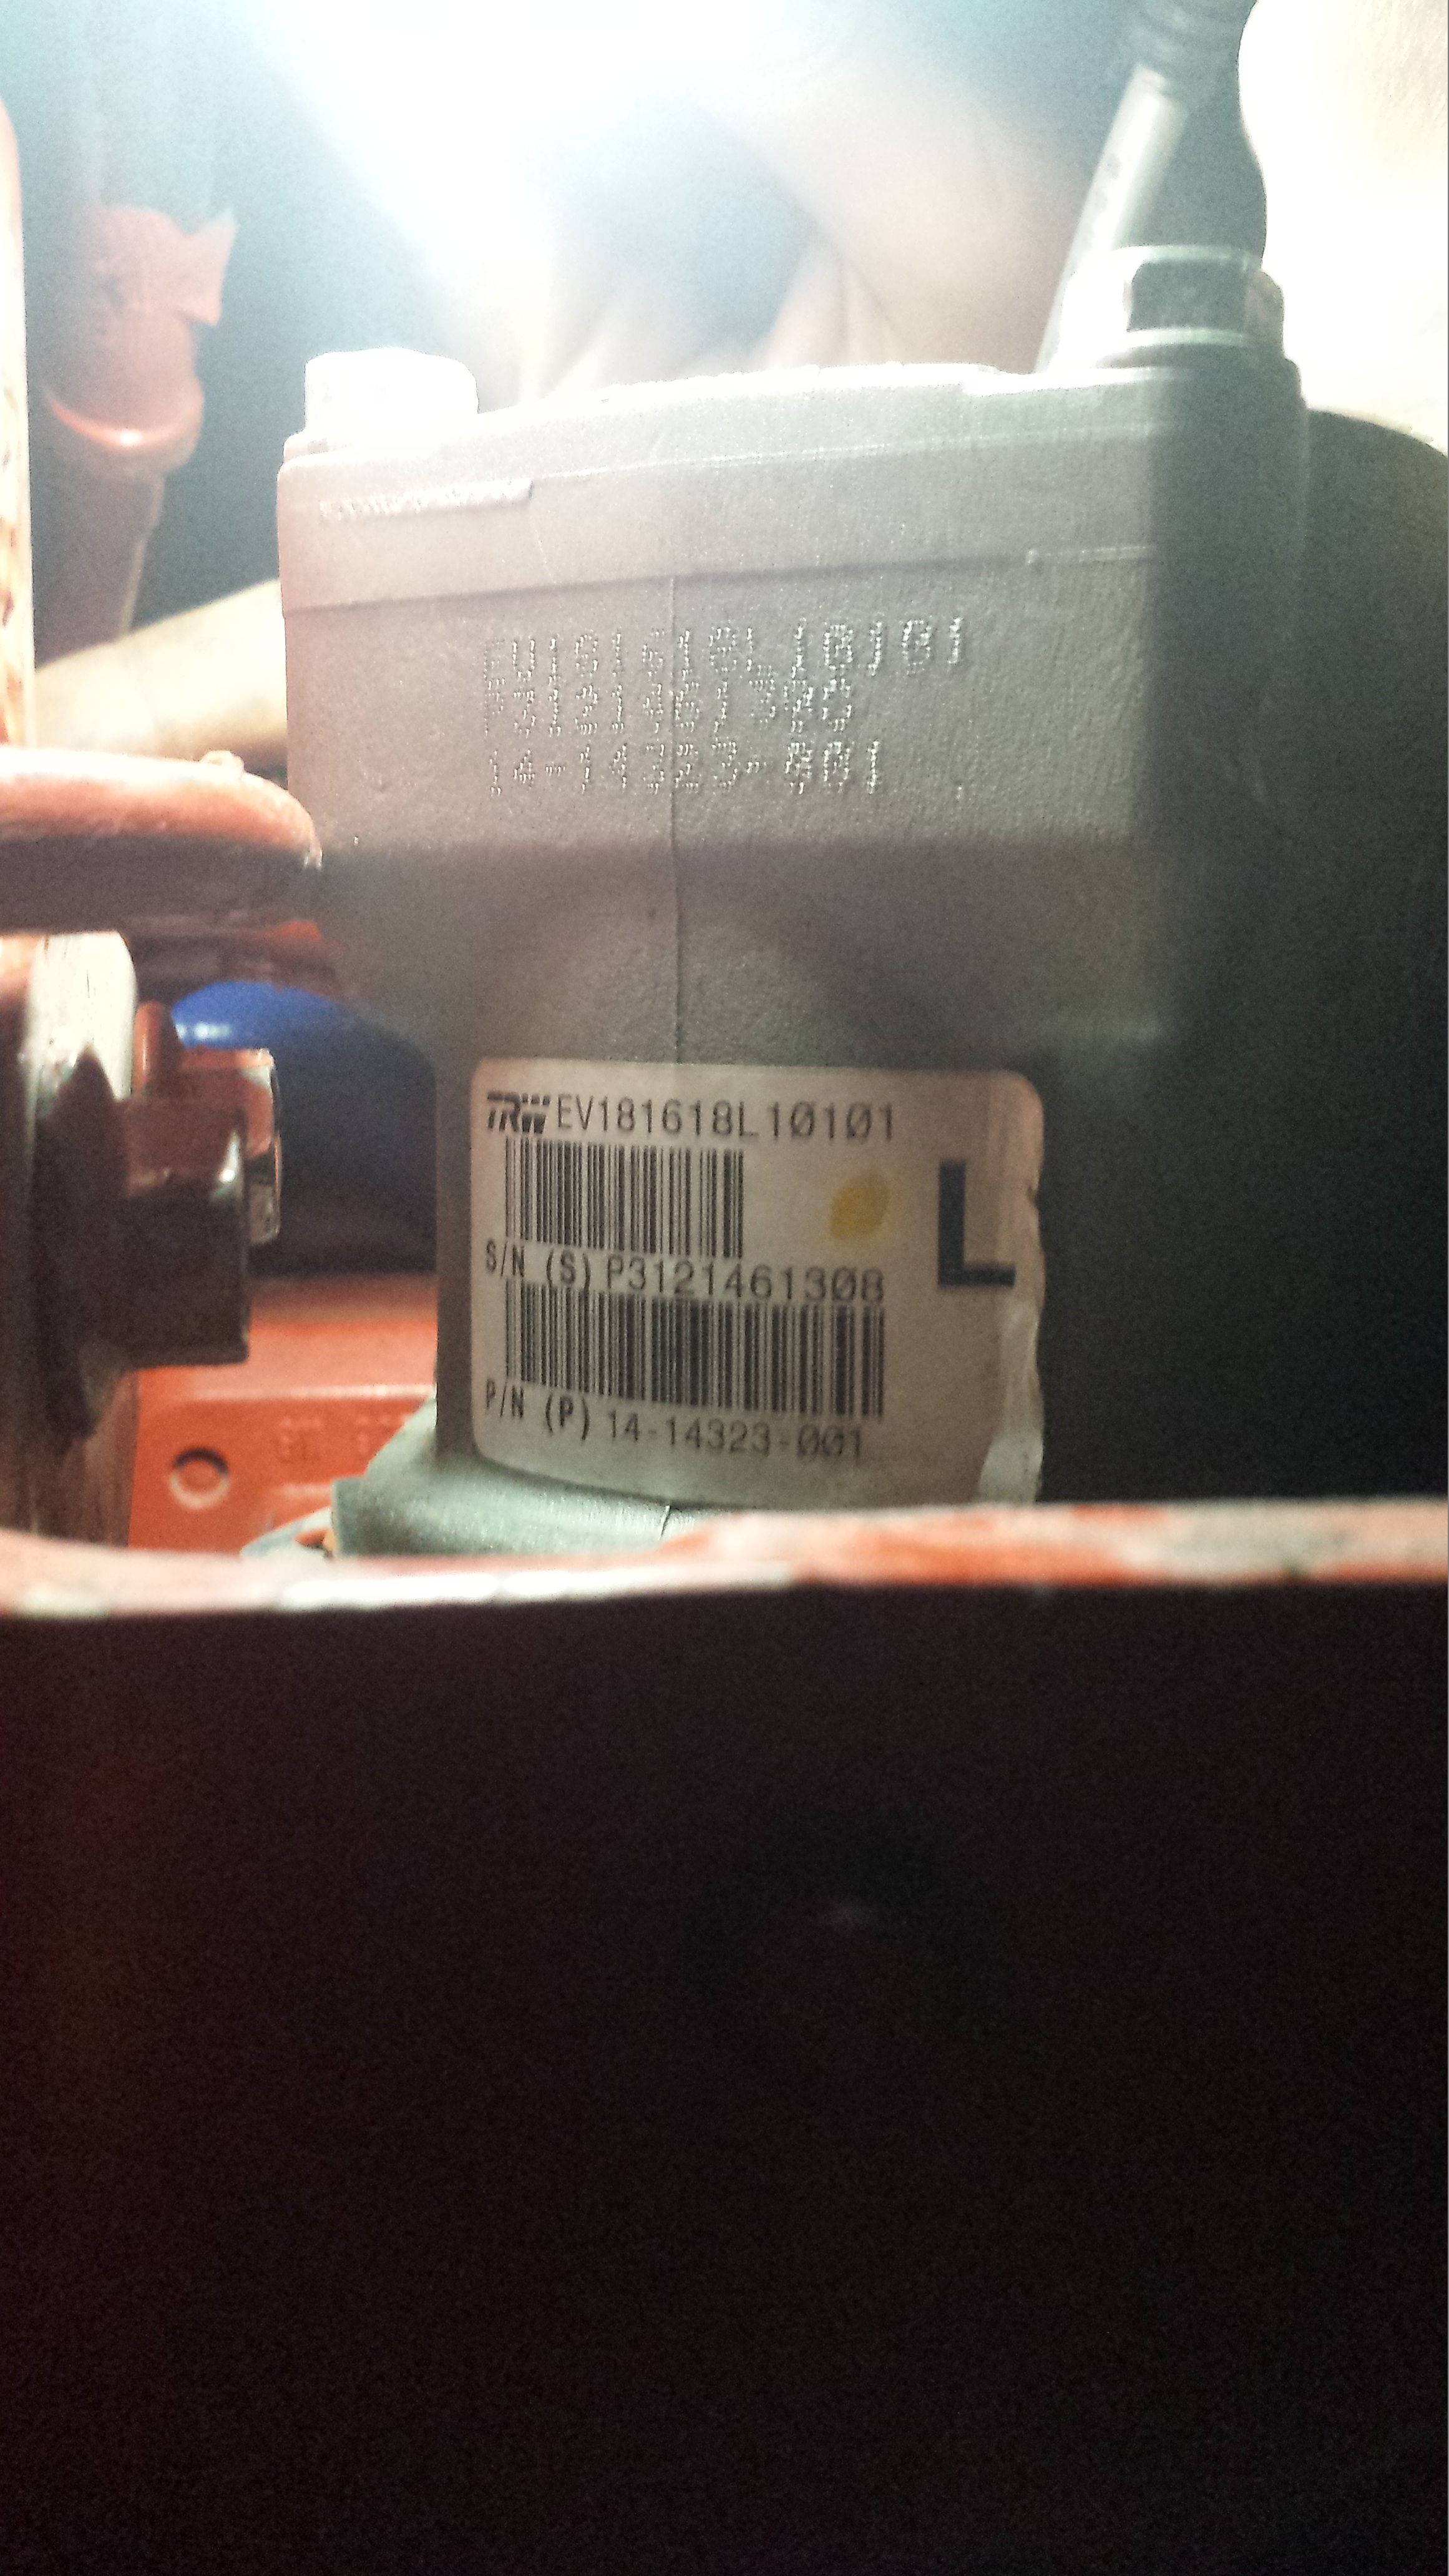 EV181618L10101
P3121461308
14-14323-001
TRW EV181618L10101
L
S/N (S) P3121461308
P/N (P) 14-14323-001